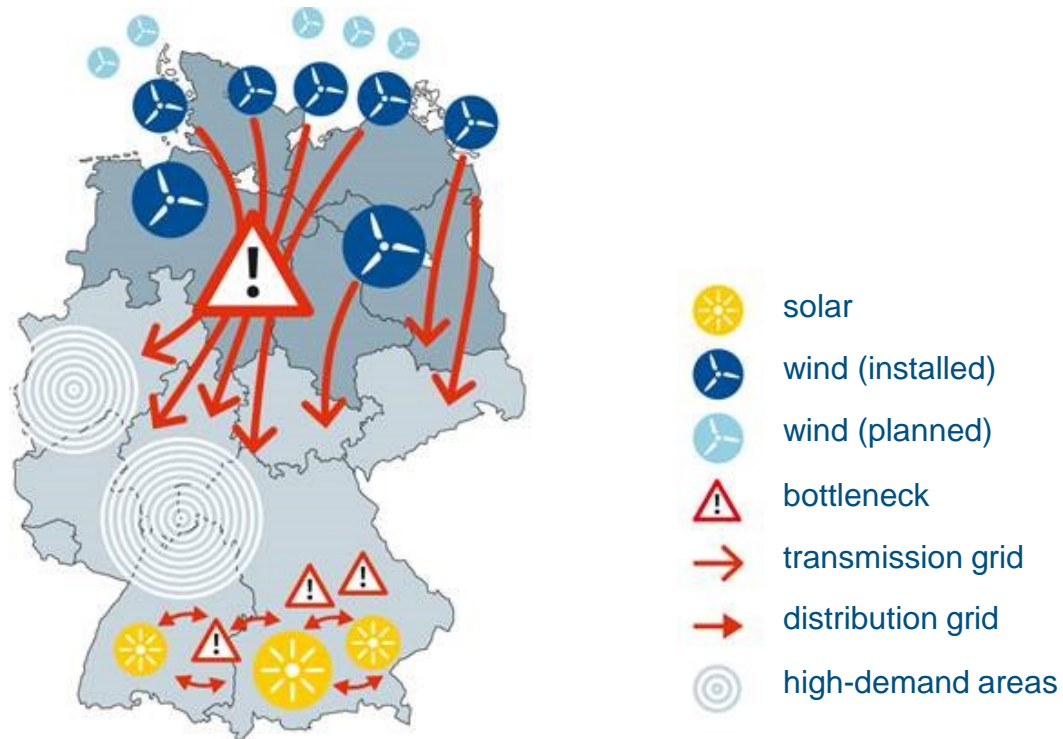 solar
wind (installed)
wind (planned)
bottleneck
transmission grid
distribution grid
high-demand areas